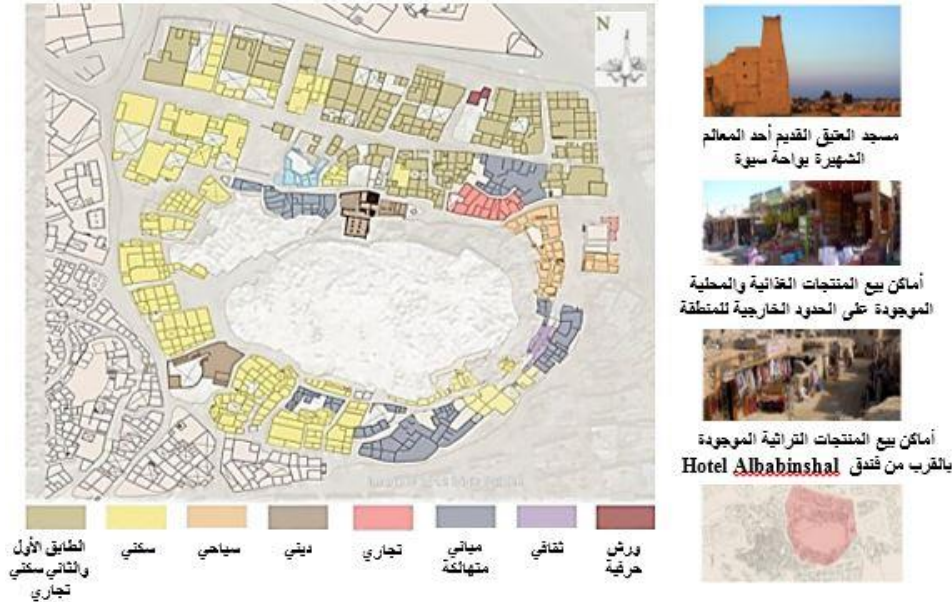 N
مسجد العتيق القديم أحد المعالم
الشهيرة بواحة سيوة
أماكن بيع المنتجات الغذائية والمحلية
الموجودة على الحدود الخارجية للمنطقة
أماكن بيع المنتجات التراثية الموجودة
بالقرب من فندق Hotel Albabinshal
الطابق الأول
والثاني سكني
تجاري
سكني
سياحي
ديني
تجاري
مباني
متهالكة
ثقافي
ورش
حرفية